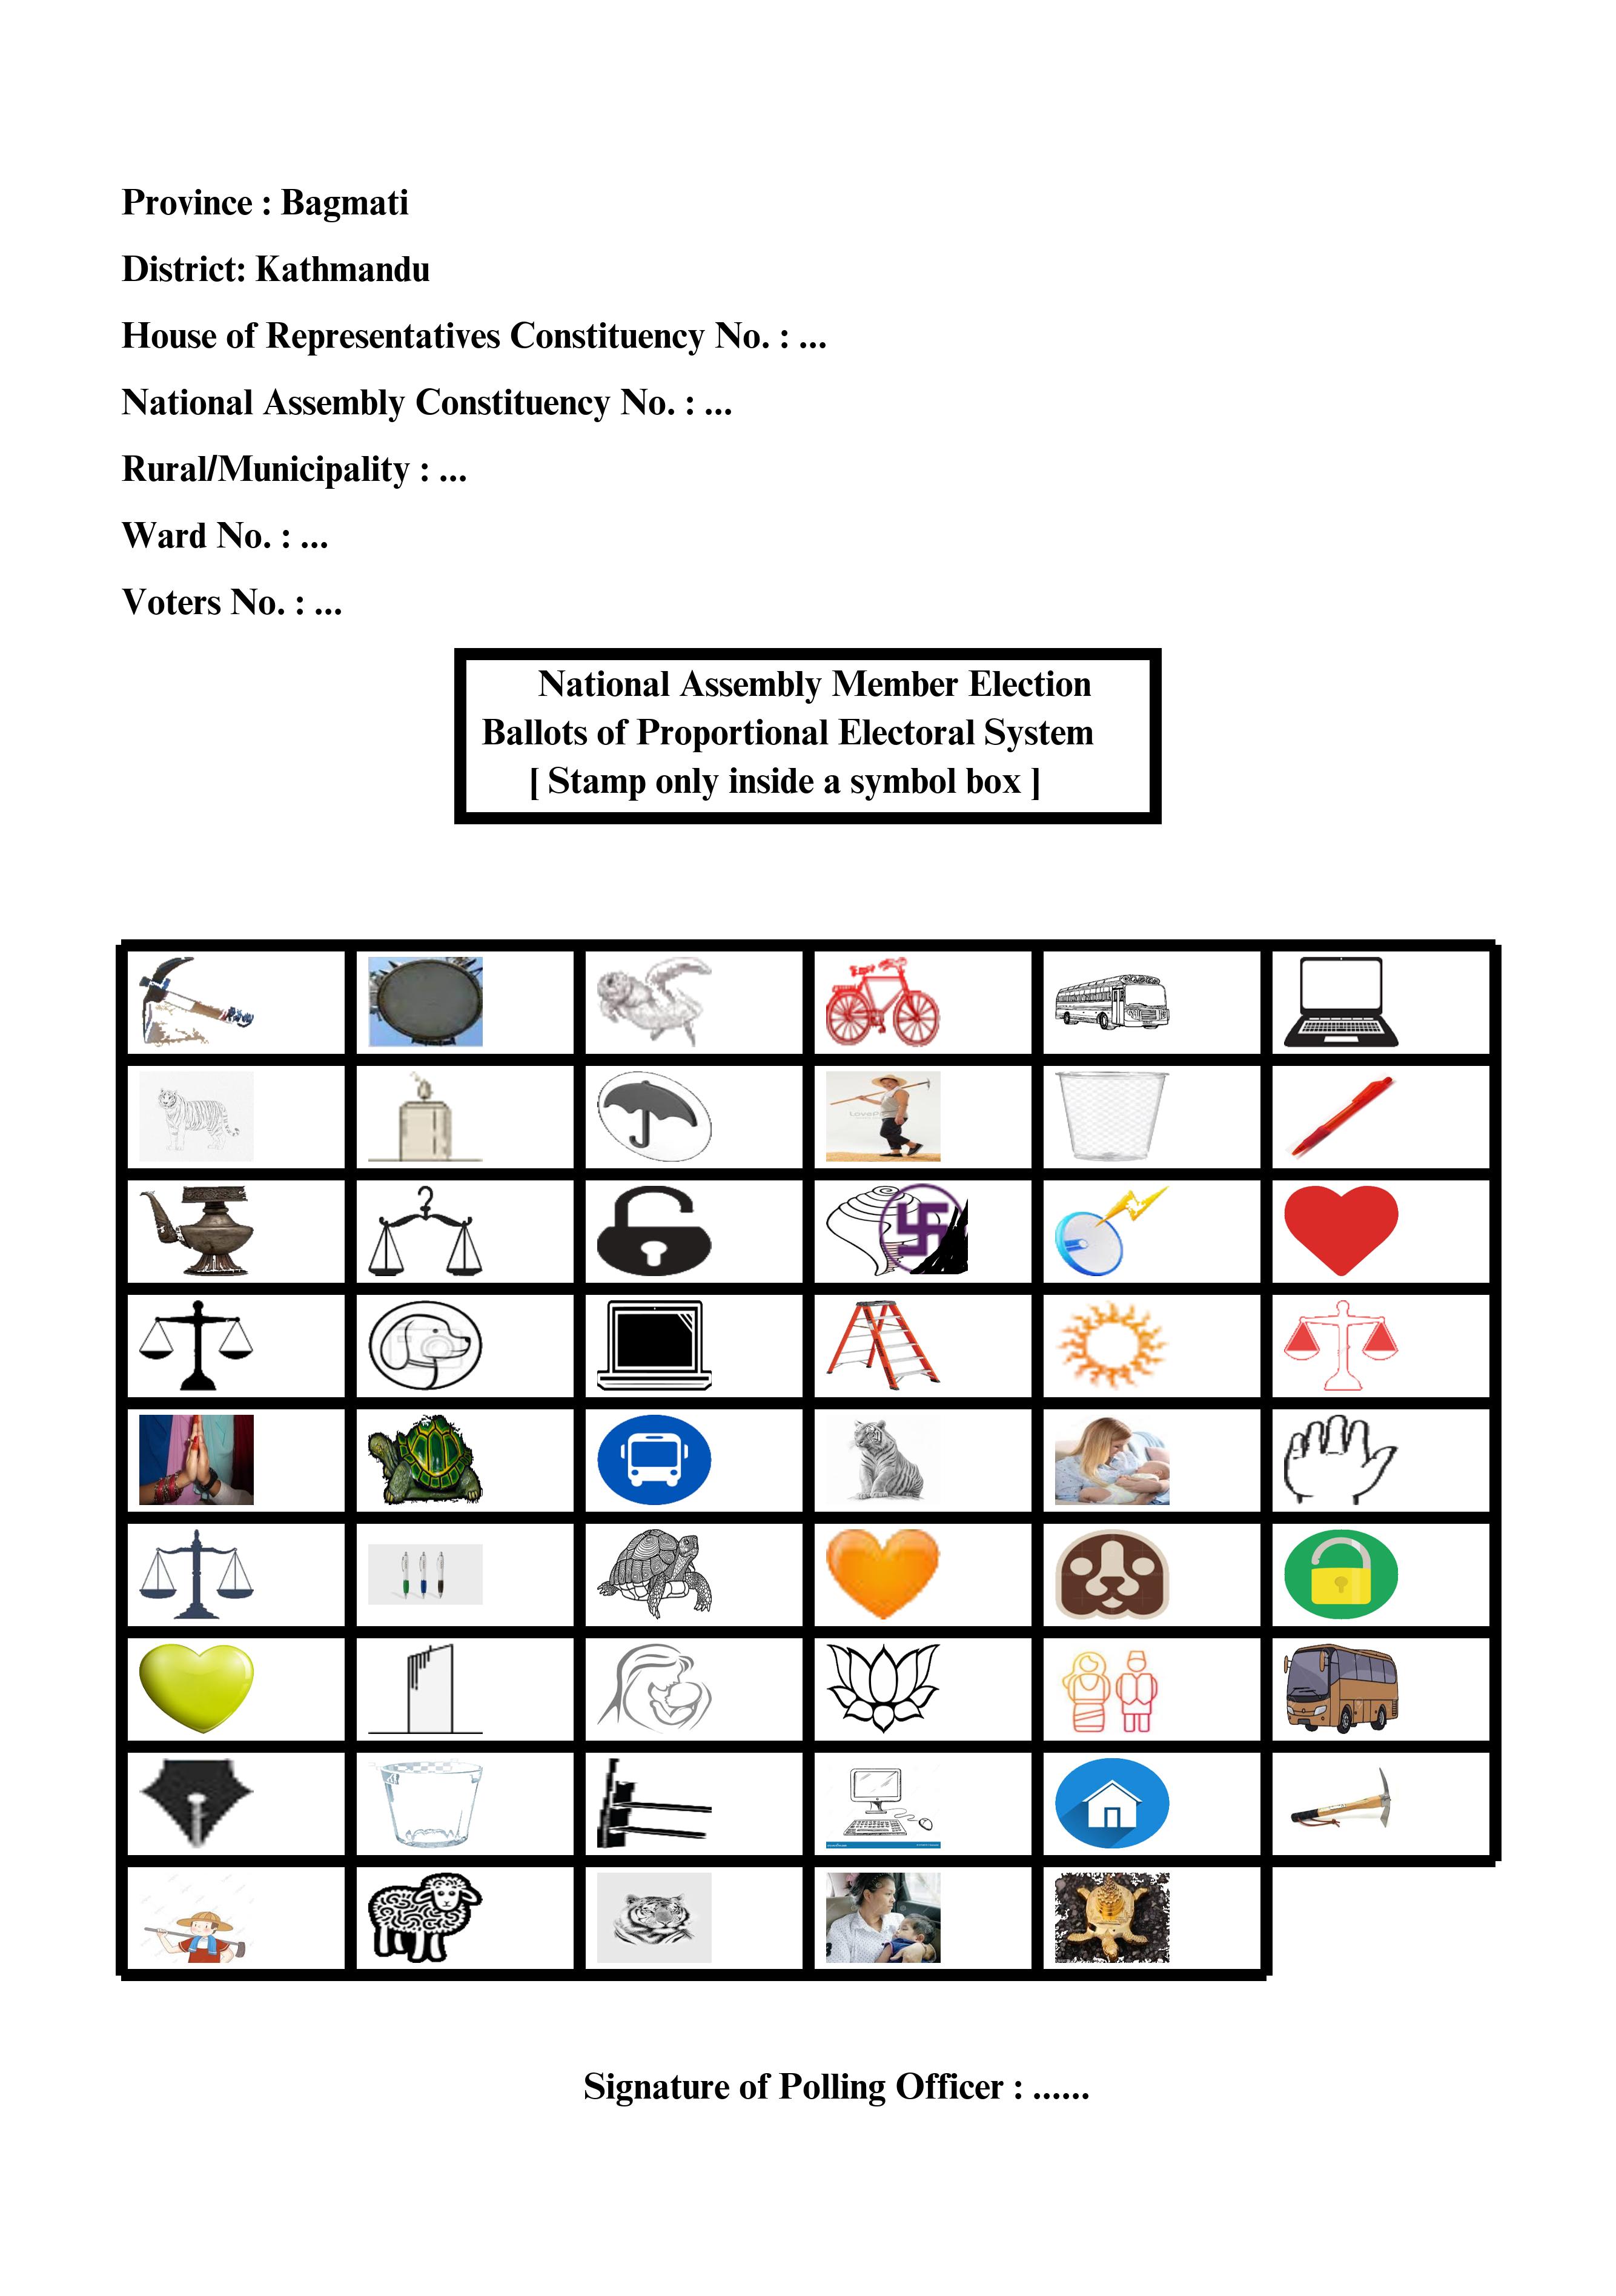 Province : Bagmati
District: Kathmandu
House of Representatives Constituency No. : ...
National Assembly Constituency No. : ...
Rural/Municipality : ...
Ward No. : ...
Voters No. : ...
National Assembly Member Election
Ballots of Proportional Electoral System
[ Stamp only inside a symbol box ]
Signature of Polling Officer : ......